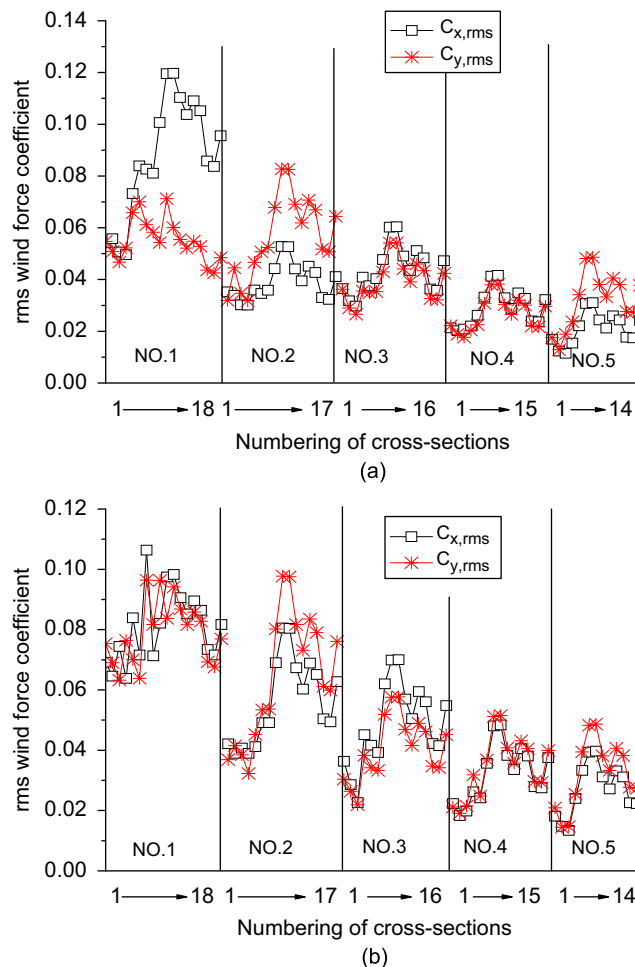 0.14
0.12
0.10
0.08
0.06
0.04
0.02
0.00
rms wind force coefficient
Cx,rms
Cy,rms
NO.1
NO.2
NO.3
NO.4
NO.5
1 → 18
1 → 17
1 → 16
1 → 15
1 → 14
Numbering of cross-sections
(a)
0.12
0.10
0.08
0.06
0.04
0.02
0.00
rms wind force coefficient
Cx,rms
Cy,rms
NO.1
NO.2
NO.3
NO.4
NO.5
1 → 18
1 → 17
1 → 16
1 → 15
1 → 14
Numbering of cross-sections
(b)